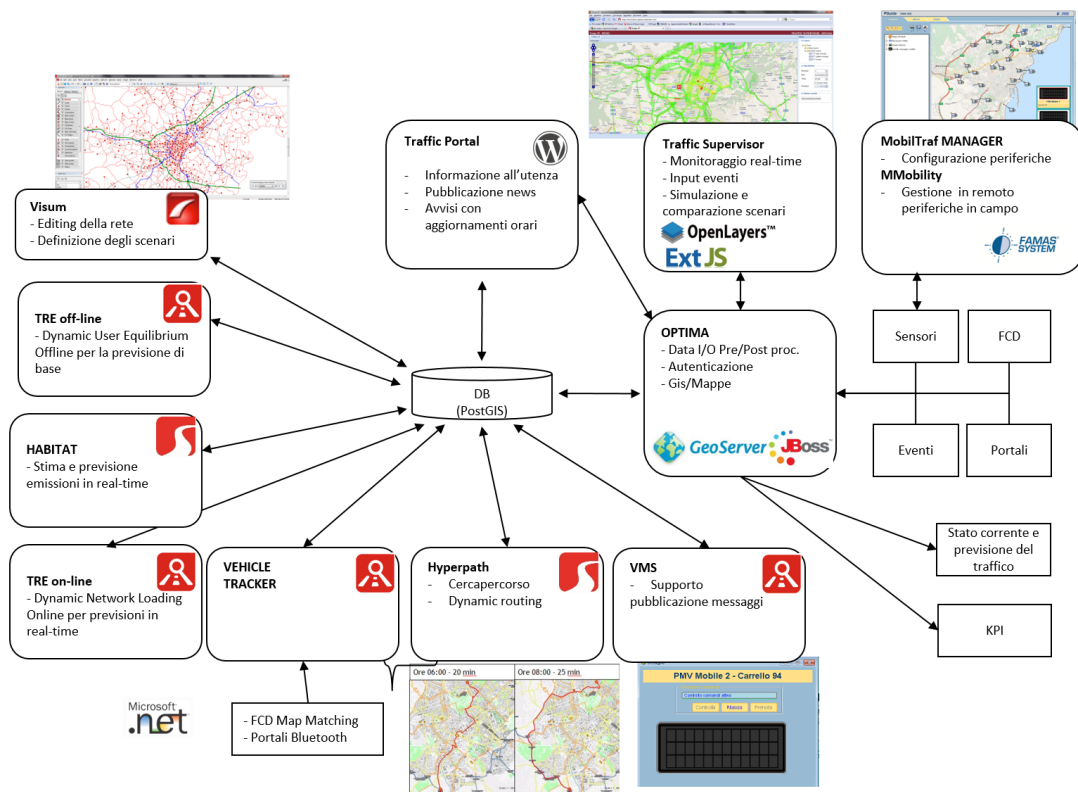 Traffic Portal
- Informazione all'utenza
- Pubblicazione news
- Avvisi con
aggiornamenti orari
Traffic Supervisor
- Monitoraggio real-time
- Input eventi
- Simulazione e
comparazione scenari
OpenLayers™
Ext JS
MobilTraf MANAGER
- Configurazione periferiche
MMobility
- Gestione in remoto
periferiche in campo
FAMAS
SYSTEM
Visum
- Editing della rete
- Definizione degli scenari
TRE off-line
- Dynamic User Equilibrium
Offline per la previsione di
base
OPTIMA
- Data I/O Pre/Post proc.
- Autenticazione
- Gis/Mappe
GeoServer
JBoss
Sensori
FCD
Eventi
Portali
DB
(PostGIS)
HABITAT
- Stima e previsione
emissioni in real-time
TRE on-line
- Dynamic Network Loading
Online per previsioni in
real-time
VEHICLE
TRACKER
Hyperpath
- Cercapercorso
- Dynamic routing
VMS
- Supporto
pubblicazione messaggi
Stato corrente e
previsione del
traffico
KPI
Microsoft
.net
- FCD Map Matching
- Portali Bluetooth
Ore 06:00 - 20 min.
Ore 08:00 - 25 min.
PMV Mobile 2 - Carrello 94
Controlla
Rilascia
Prenota